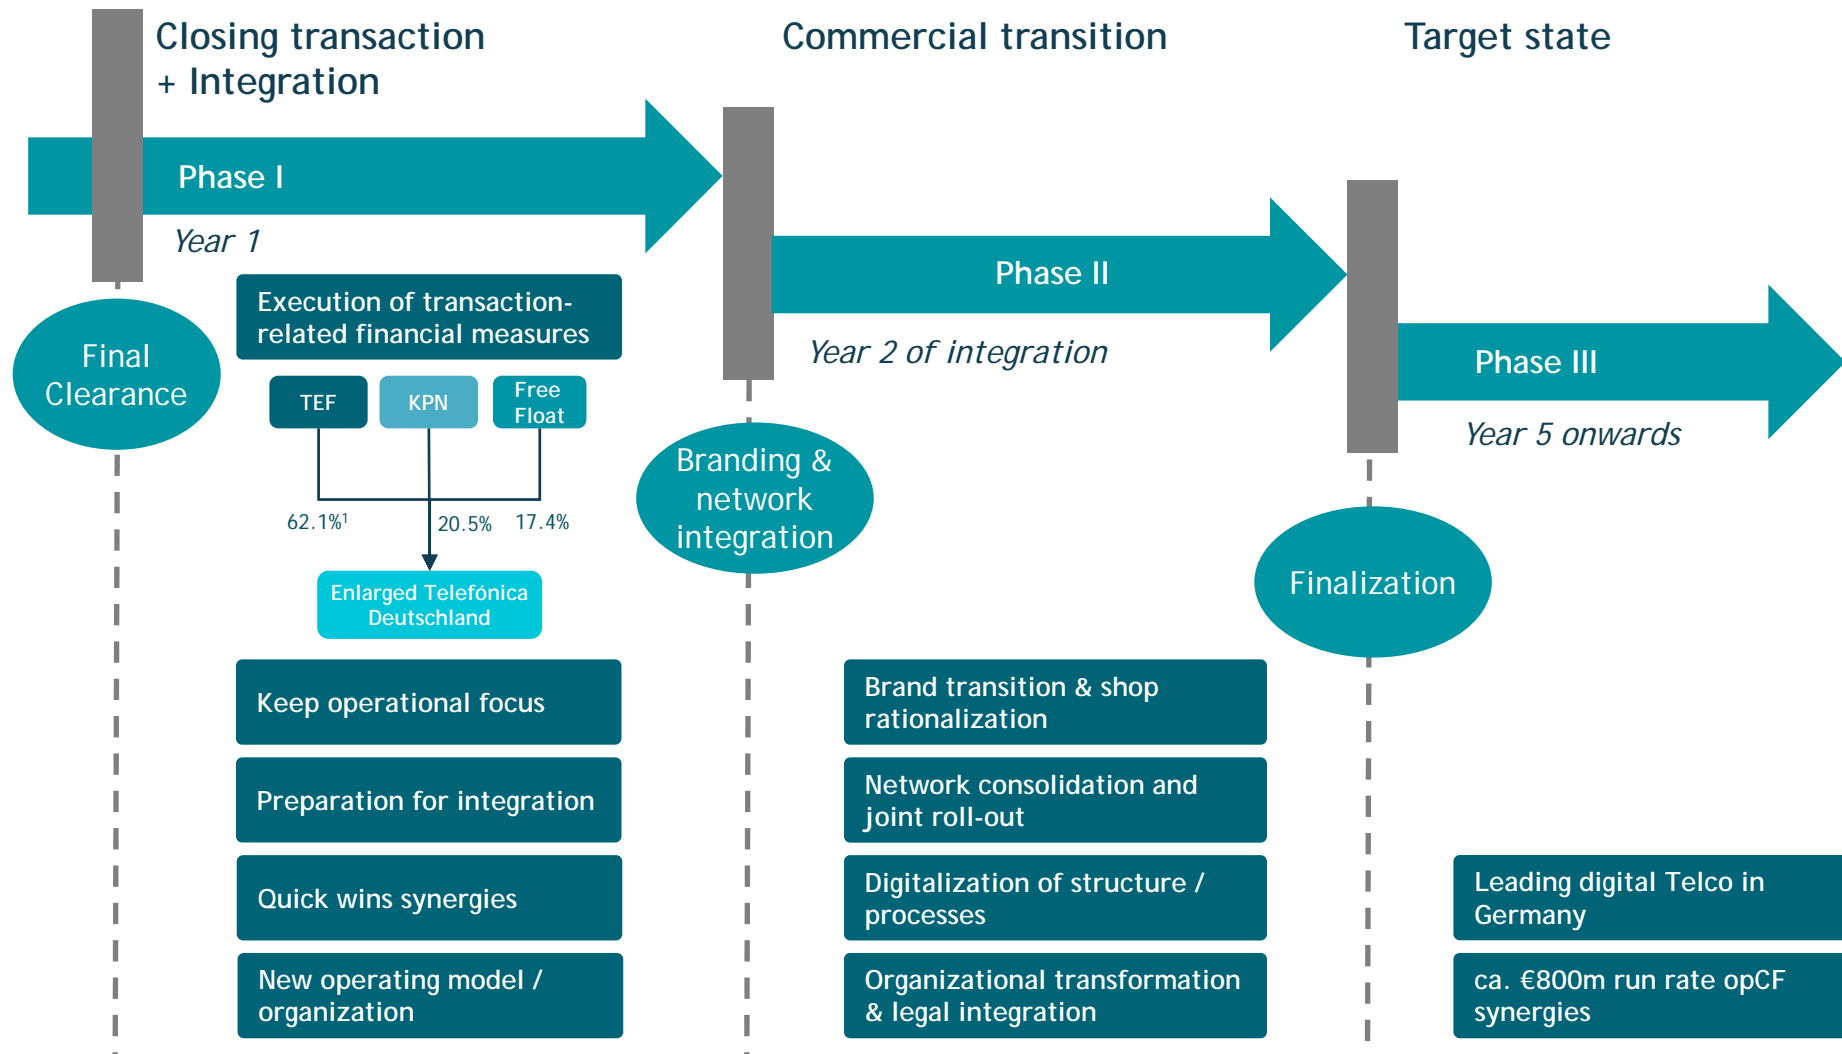 Closing transaction
+ Integration
Commercial transition
Target state
Phase I
Year 1
Phase II
Year 2 of integration
Phase III
Year 5 onwards
Final
Clearance
Execution of transaction-
related financial measures
TEF
KPN
Free
Float
62.1%¹
20.5%
17.4%
Enlarged Telefónica
Deutschland
Branding &
network
integration
Finalization
Keep operational focus
Preparation for integration
Quick wins synergies
New operating model /
organization
Brand transition & shop
rationalization
Network consolidation and
joint roll-out
Digitalization of structure /
processes
Organizational transformation
& legal integration
Leading digital Telco in
Germany
ca. €800m run rate opCF
synergies